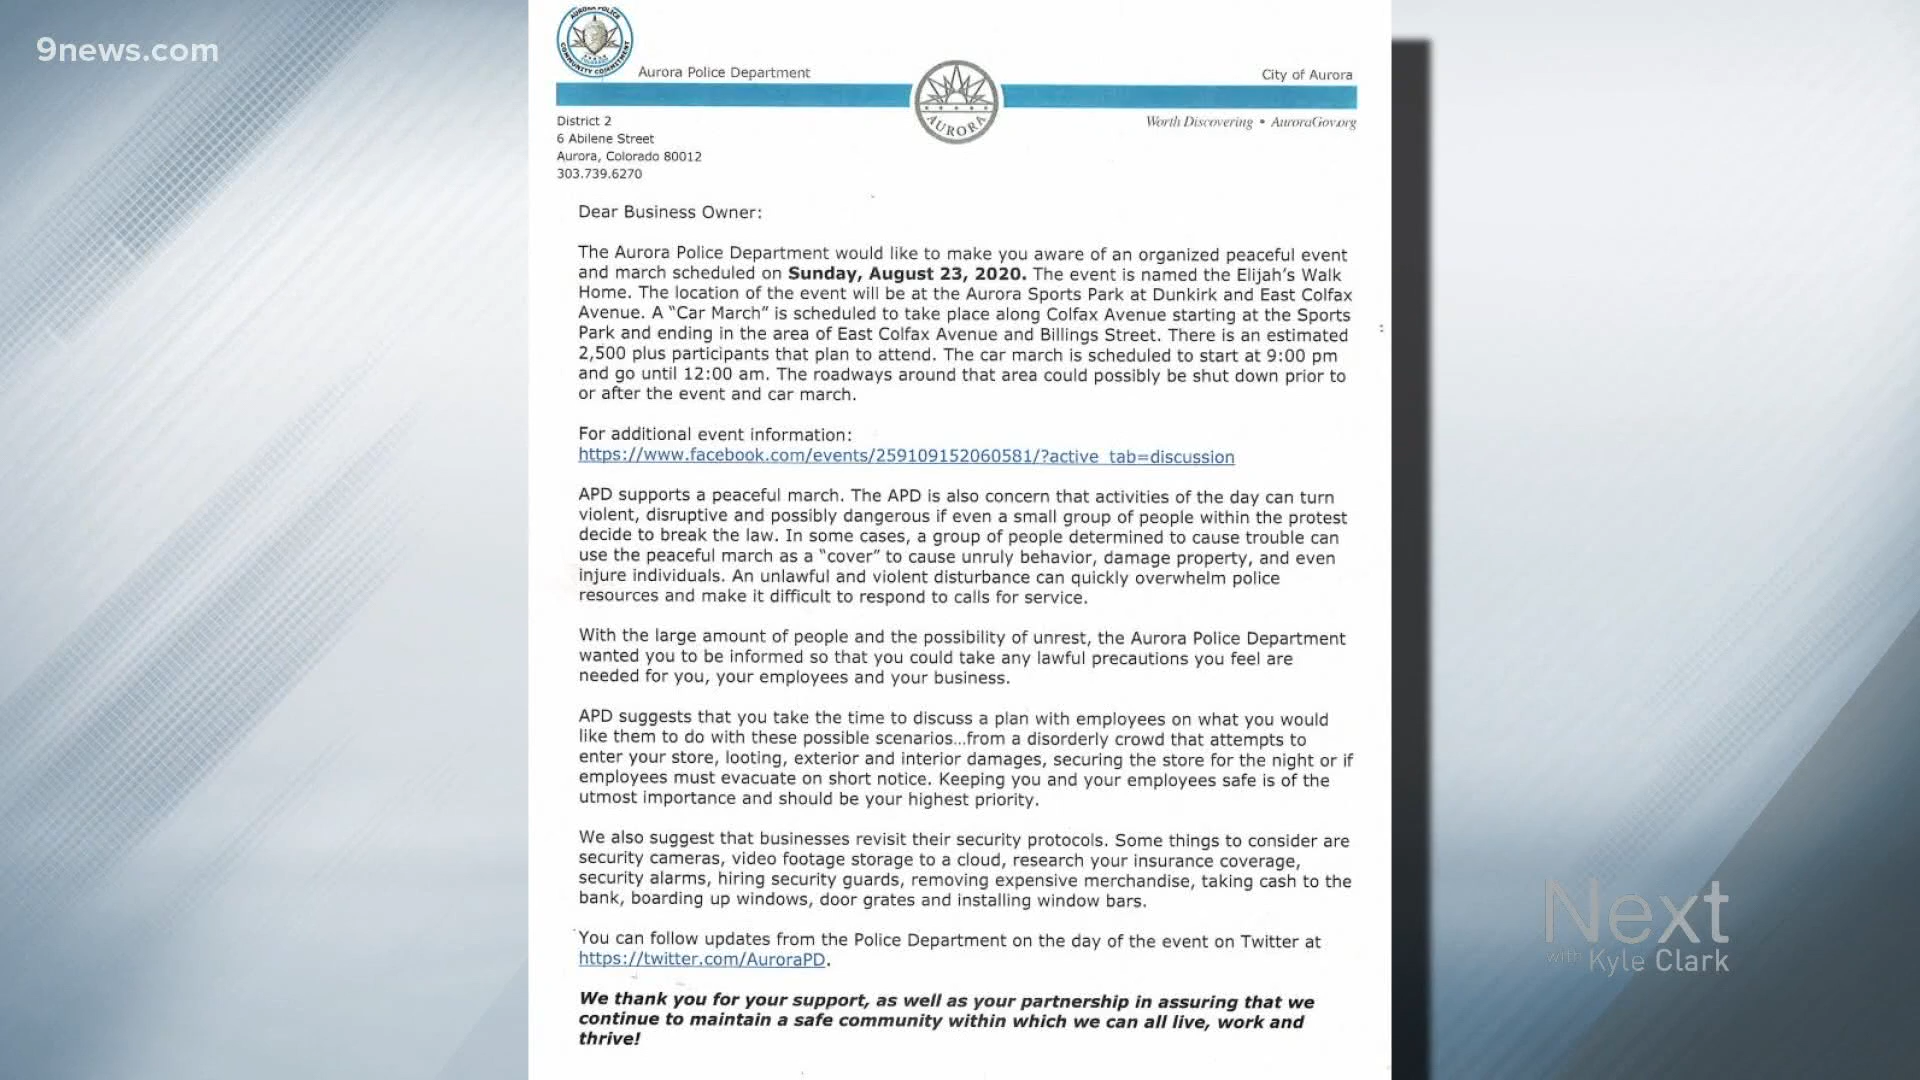 9news.com
AURORA POLICE
COMMUNITY COMMITMENT
Aurora Police Department
City of Aurora
AURORA
Worth Discovering • AuroraGov.org
District 2
6 Abilene Street
Aurora, Colorado 80012
303.739.6270
Dear Business Owner:
The Aurora Police Department would like to make you aware of an organized peaceful event
and march scheduled on Sunday, August 23, 2020. The event is named the Elijah's Walk
Home. The location of the event will be at the Aurora Sports Park at Dunkirk and East Colfax
Avenue. A "Car March" is scheduled to take place along Colfax Avenue starting at the Sports
Park and ending in the area of East Colfax Avenue and Billings Street. There is an estimated
2,500 plus participants that plan to attend. The car march is scheduled to start at 9:00 pm
and go until 12:00 am. The roadways around that area could possibly be shut down prior to
or after the event and car march.
For additional event information:
https://www.facebook.com/events/259109152060581/?active_tab=discussion
APD supports a peaceful march. The APD is also concern that activities of the day can turn
violent, disruptive and possibly dangerous if even a small group of people within the protest
decide to break the law. In some cases, a group of people determined to cause trouble can
use the peaceful march as a "cover" to cause unruly behavior, damage property, and even
injure individuals. An unlawful and violent disturbance can quickly overwhelm police
resources and make it difficult to respond to calls for service.
With the large amount of people and the possibility of unrest, the Aurora Police Department
wanted you to be informed so that you could take any lawful precautions you feel are
needed for you, your employees and your business.
APD suggests that you take the time to discuss a plan with employees on what you would
like them to do with these possible scenarios...from a disorderly crowd that attempts to
enter your store, looting, exterior and interior damages, securing the store for the night or if
employees must evacuate on short notice. Keeping you and your employees safe is of the
utmost importance and should be your highest priority.
We also suggest that businesses revisit their security protocols. Some things to consider are
security cameras, video footage storage to a cloud, research your insurance coverage,
security alarms, hiring security guards, removing expensive merchandise, taking cash to the
bank, boarding up windows, door grates and installing window bars.
You can follow updates from the Police Department on the day of the event on Twitter at
https://twitter.com/AuroraPD.
We thank you for your support, as well as your partnership in assuring that we
continue to maintain a safe community within which we can all live, work and
thrive!
Next
with Kyle Clark